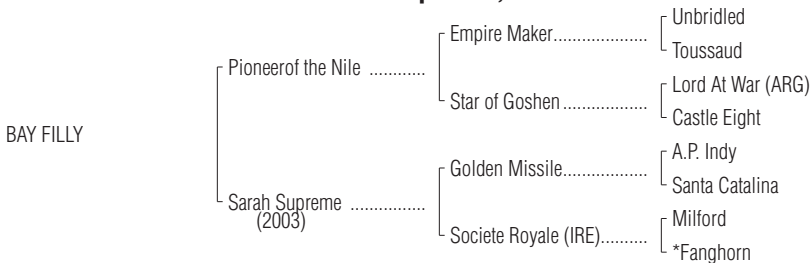 Unbridled
Empire Maker....................
Toussaud
Pioneerof the Nile ............
Lord At War (ARG)
Star of Goshen..................
Castle Eight
BAY FILLY
A.P. Indy
Golden Missile..................
Santa Catalina
Sarah Supreme ................
(2003)
Milford
Societe Royale (IRE)..........
*Fanghorn